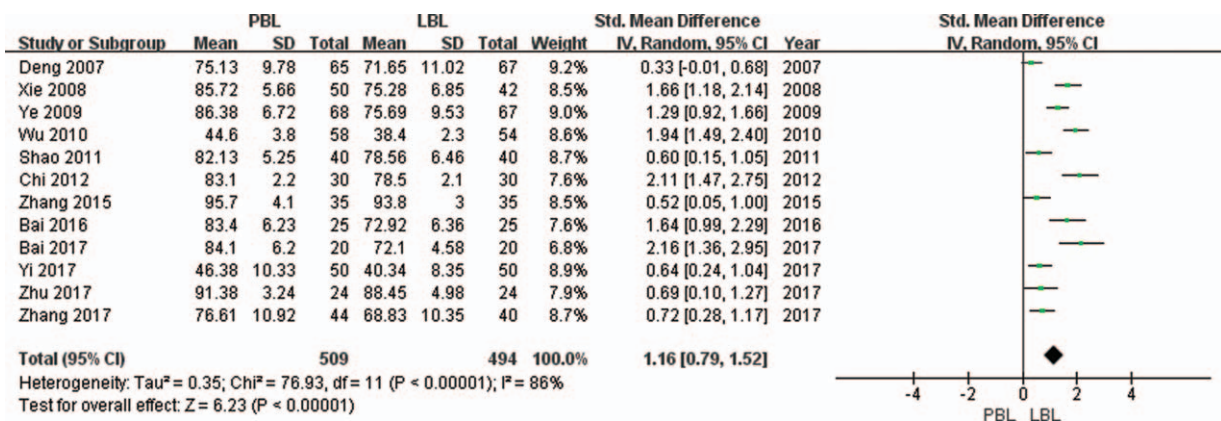 PBL LBL Std. Mean Difference Std. Mean Difference
Study or Subgroup Mean SD Total Mean SD Total Weight IV, Random, 95% CI Year IV, Random, 95% CI
Deng 2007 75.13 9.78 65 71.65 11.02 67 9.2% 0.33 [-0.01, 0.68] 2007
Xie 2008 85.72 5.66 50 75.28 6.85 42 8.5% 1.66 [1.18, 2.14] 2008
Ye 2009 86.38 6.72 68 75.69 9.53 67 9.0% 1.29 [0.92, 1.66] 2009
Wu 2010 44.6 3.8 58 38.4 2.3 54 8.6% 1.94 [1.49, 2.40] 2010
Shao 2011 82.13 5.25 40 78.56 6.46 40 8.7% 0.60 [0.15, 1.05] 2011
Chi 2012 83.1 2.2 30 78.5 2.1 30 7.6% 2.11 [1.47, 2.75] 2012
Zhang 2015 95.7 4.1 35 93.8 3 35 8.5% 0.52 [0.05, 1.00] 2015
Bai 2016 83.4 6.23 25 72.92 6.36 25 7.5% 1.64 [0.99, 2.29] 2016
Bai 2017 84.1 6.2 20 72.1 4.58 20 6.8% 2.16 [1.36, 2.95] 2017
Yi 2017 46.38 10.33 50 40.34 8.35 50 8.9% 0.64 [0.24, 1.04] 2017
Zhu 2017 91.38 3.24 24 88.45 4.98 24 7.9% 0.69 [0.10, 1.27] 2017
Zhang 2017 76.61 10.92 44 68.83 10.35 40 8.7% 0.72 [0.28, 1.17] 2017
Total (95% CI) 509 494 100.0% 1.16 [0.79, 1.52]
Heterogeneity: Tau² = 0.35; Chi² = 76.93, df = 11 (P < 0.00001); I² = 86%
Test for overall effect: Z = 6.23 (P < 0.00001)
-4 -2 0 2 4
PBL LBL